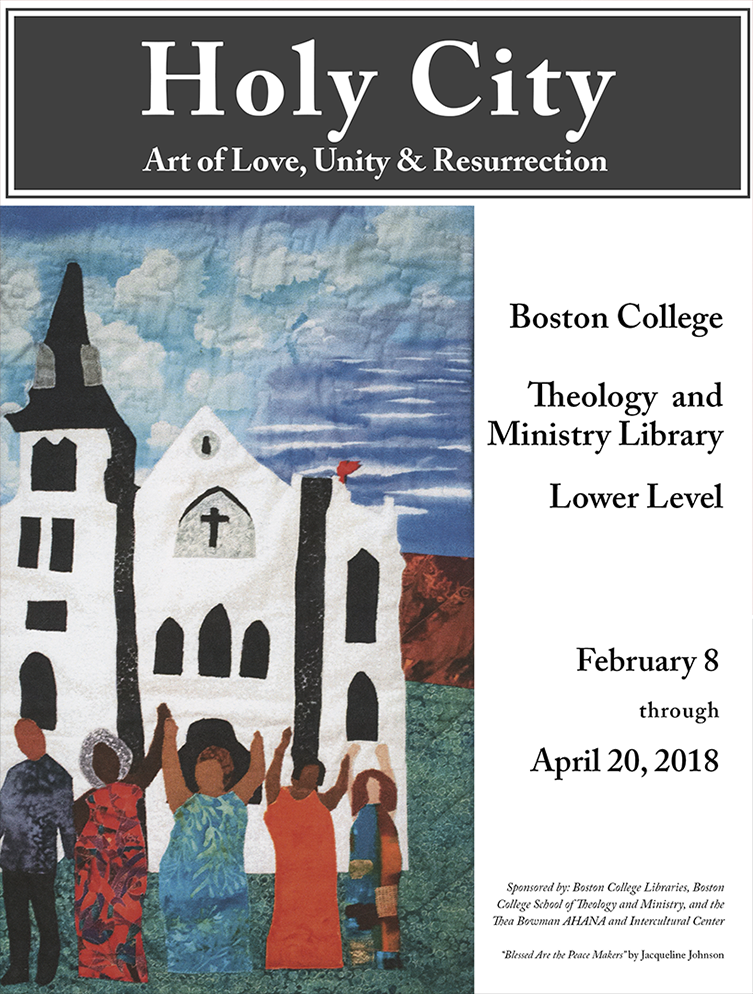 Holy City
Art of Love, Unity & Resurrection
Boston College
Theology and
Ministry Library
Lower Level
February 8
through
April 20, 2018
Sponsored by: Boston College Libraries, Boston
College School of Theology and Ministry, and the
Thea Bowman AHANA and Intercultural Center
"Blessed Are the Peace Makers" by Jacqueline Johnson